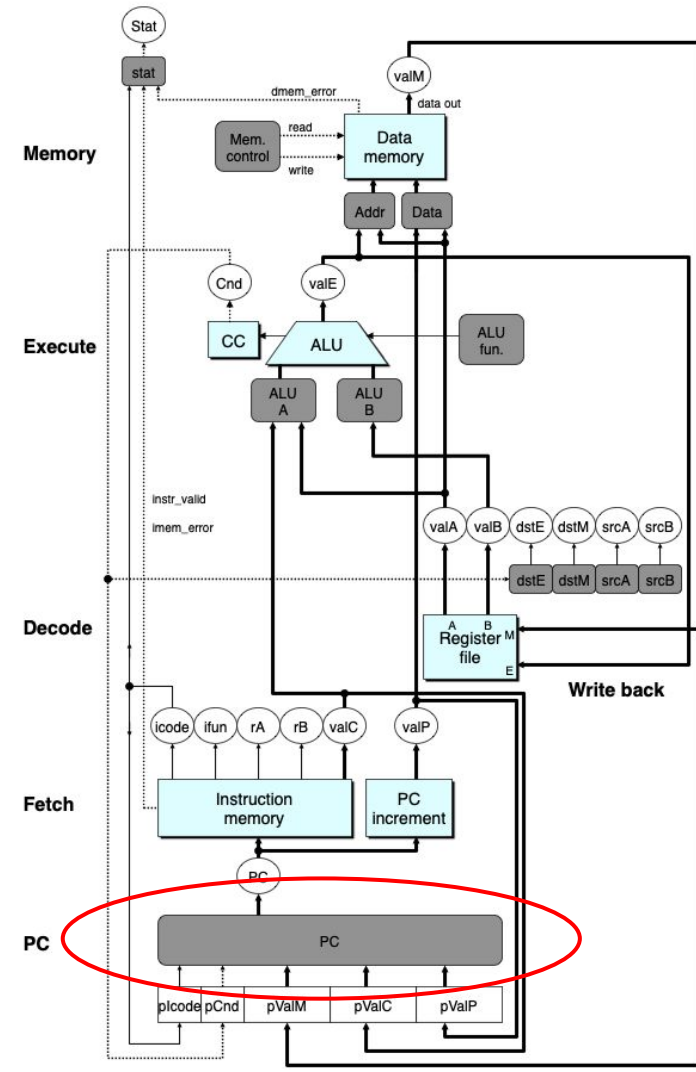 Stat
stat
valM
dmem_error
data out
Memory
Mem.
control
read
write
Data
memory
Addr
Data
Cnd
valE
Execute
CC
ALU
ALU
fun.
ALU
A
ALU
B
instr_valid
imem_error
valA
valB
dstE
dstM
srcA
srcB
dstE
dstM
srcA
srcB
Decode
A
B
M
Register
file
E
Write back
icode
ifun
rA
rB
valC
valP
Fetch
Instruction
memory
PC
increment
PC
PC
PC
pIcode
pCnd
pValM
pValC
pValP